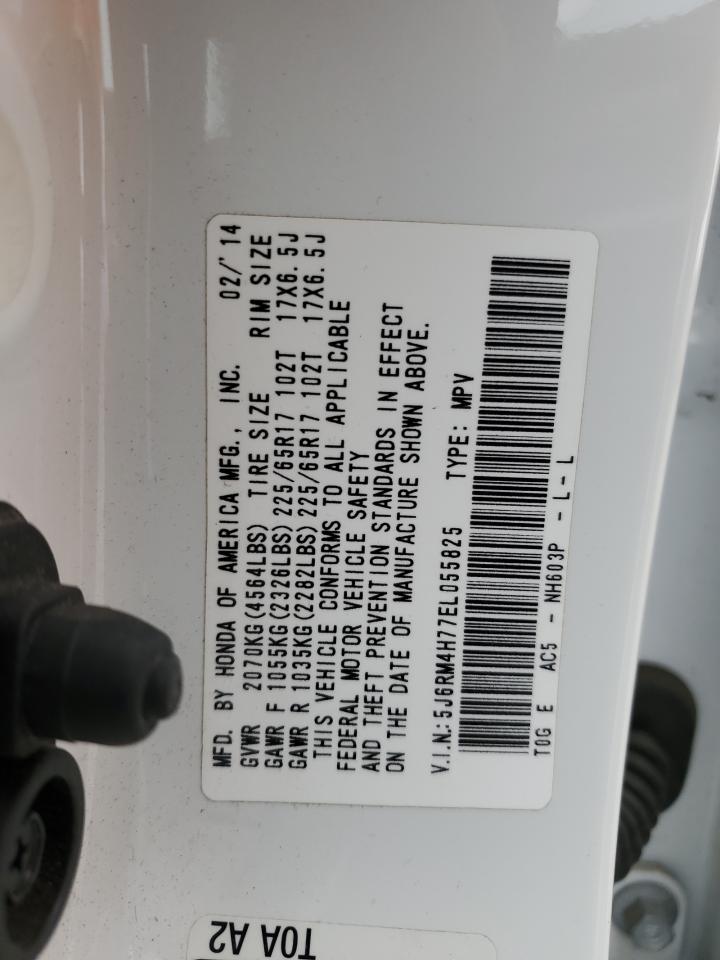 MFD. BY HONDA OF AMERICA MFG., INC. 02/'14
GVWR 2070KG(4564LBS) TIRE SIZE RIM SIZE
GAWR F 1055KG(2326LBS)225/65R17 102T 17X6.5J
GAWR R 1035KG(2282LBS)225/65R17 102T 17X6.5J
THIS VEHICLE CONFORMS TO ALL APPLICABLE
FEDERAL MOTOR VEHICLE SAFETY
AND THEFT PREVENTION STANDARDS IN EFFECT
ON THE DATE OF MANUFACTURE SHOWN ABOVE.
V.I.N.: 5J6RM4H77EL055825 TYPE: MPV
T0G E AC5 - NH603P - L - L
T0A A2